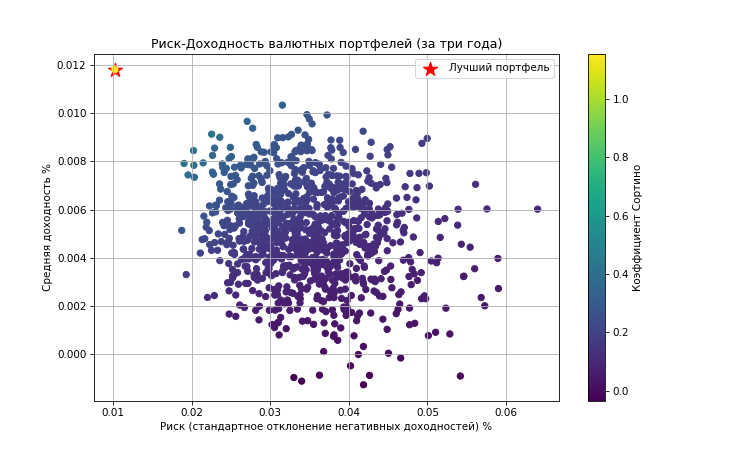 Риск-Доходность валютных портфелей (за три года)
Лучший портфель
Средняя доходность %
0.012
0.010
0.008
0.006
0.004
0.002
0.000
0.01 0.02 0.03 0.04 0.05 0.06
Риск (стандартное отклонение негативных доходностей) %
1.0
0.8
0.6
0.4
0.2
0.0
Коэффициент Сортино